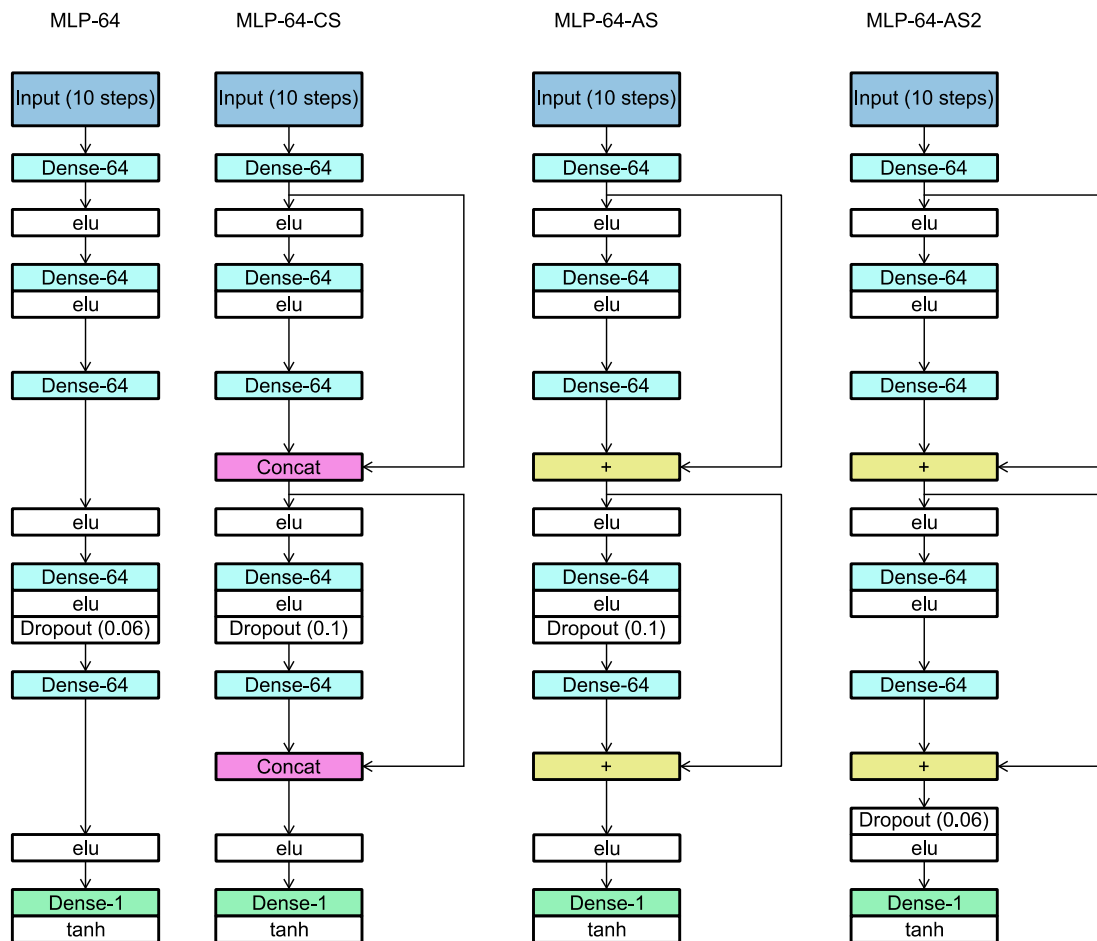 MLP-64
Input (10 steps)
Dense-64
elu
Dense-64
elu
Dense-64
elu
Dense-64
elu
Dropout (0.06)
Dense-64
elu
Dense-1
tanh
MLP-64-CS
Input (10 steps)
Dense-64
elu
Dense-64
elu
Dense-64
Concat
elu
Dense-64
elu
Dropout (0.1)
Dense-64
Concat
elu
Dense-1
tanh
MLP-64-AS
Input (10 steps)
Dense-64
elu
Dense-64
elu
Dense-64
+
elu
Dense-64
elu
Dropout (0.1)
Dense-64
+
elu
Dense-1
tanh
MLP-64-AS2
Input (10 steps)
Dense-64
elu
Dense-64
elu
Dense-64
+
elu
Dense-64
elu
Dense-64
+
Dropout (0.06)
elu
Dense-1
tanh